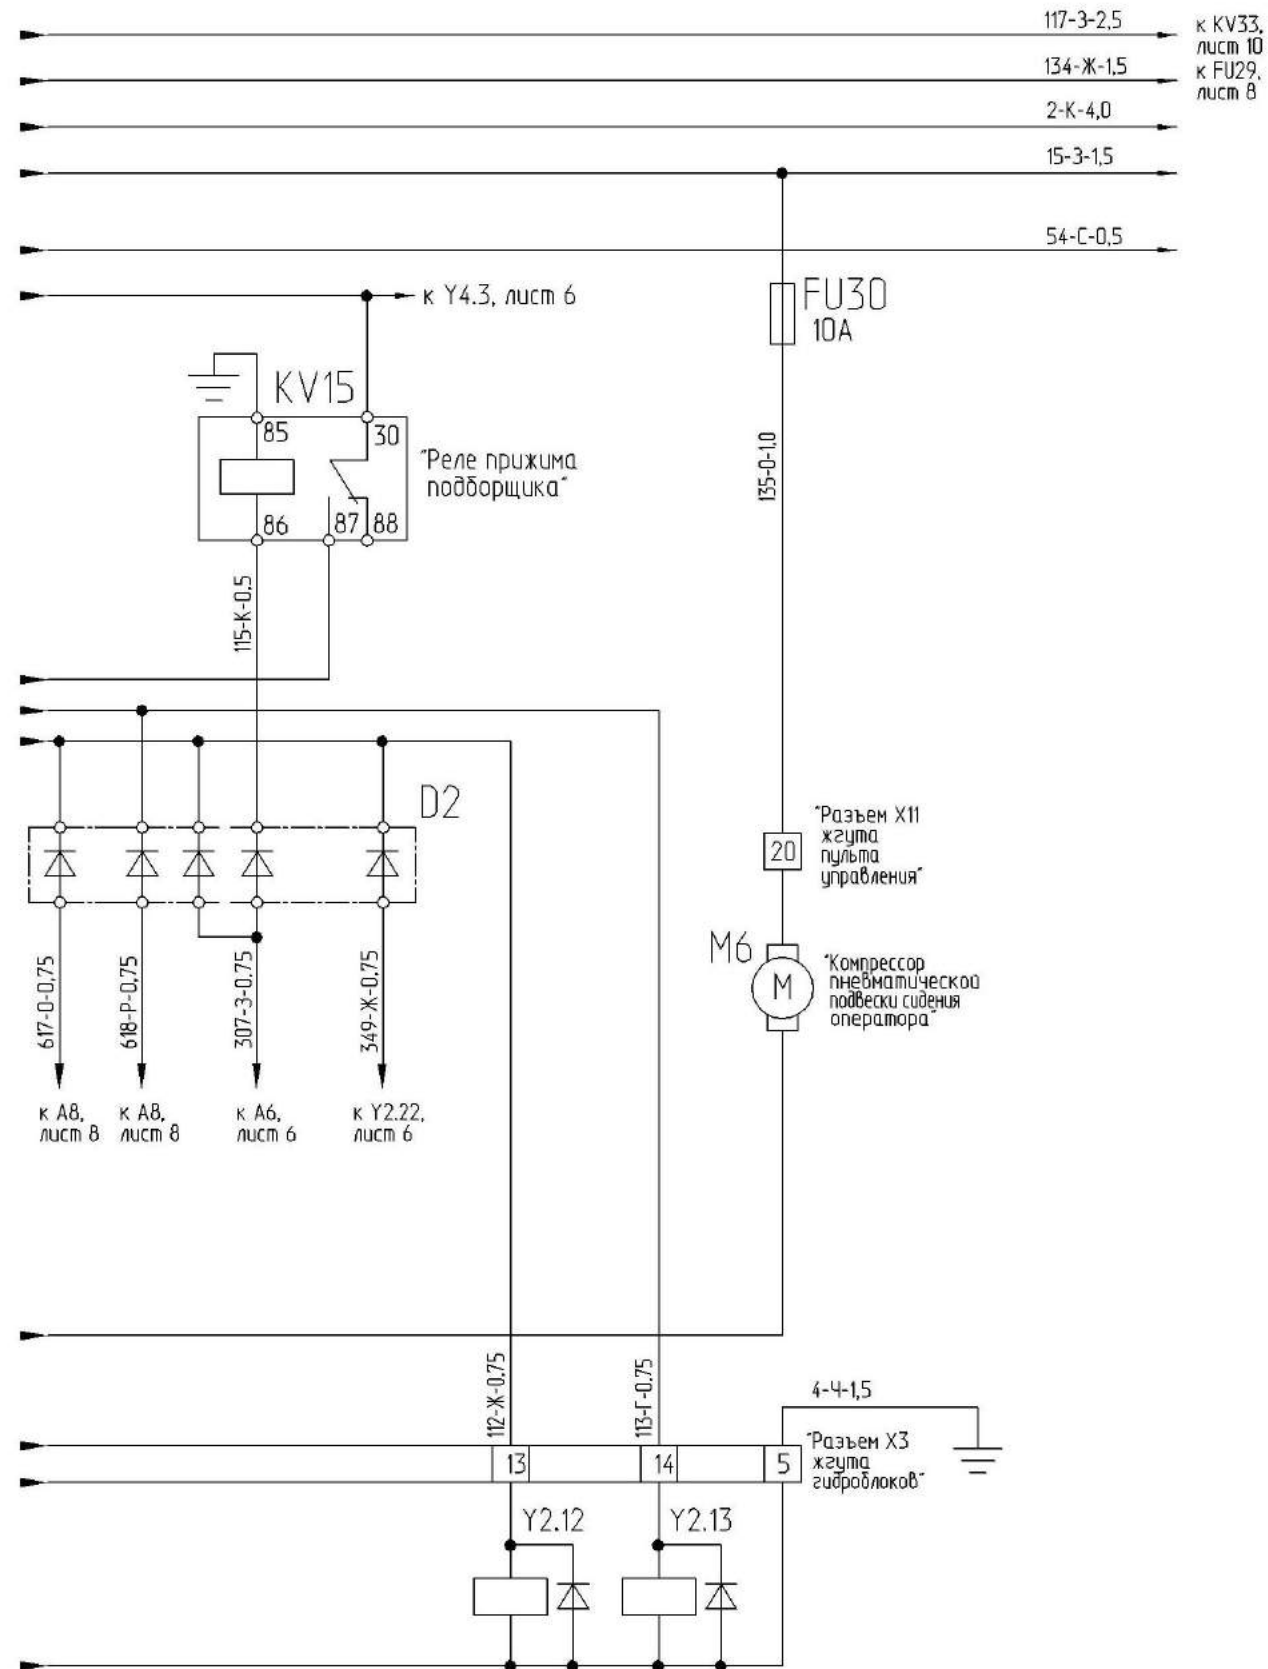 117-З-2,5
к KV33,
лист 10
134-Ж-1,5
к FU29,
лист 8
2-К-4,0
15-З-1,5
54-С-0,5
к Y4.3, лист 6
FU30
10А
KV15
85
30
"Реле прижима
подборщика"
86
87
88
135-О-1.0
115-К-0.5
D2
"Разъем Х11
жгута
пульта
управления"
20
М6
М
"Компрессор
пневматической
подвески сидения
оператора"
617-О-0,75
618-Р-0,75
307-З-0.75
349-Ж-0.75
к А8,
лист 8
к А8,
лист 8
к А6,
лист 6
к Y2.22,
лист 6
112-Ж-0.75
113-Г-0.75
4-Ч-1,5
13
14
5
"Разъем Х3
жгута
гидроблоков"
Y2.12
Y2.13